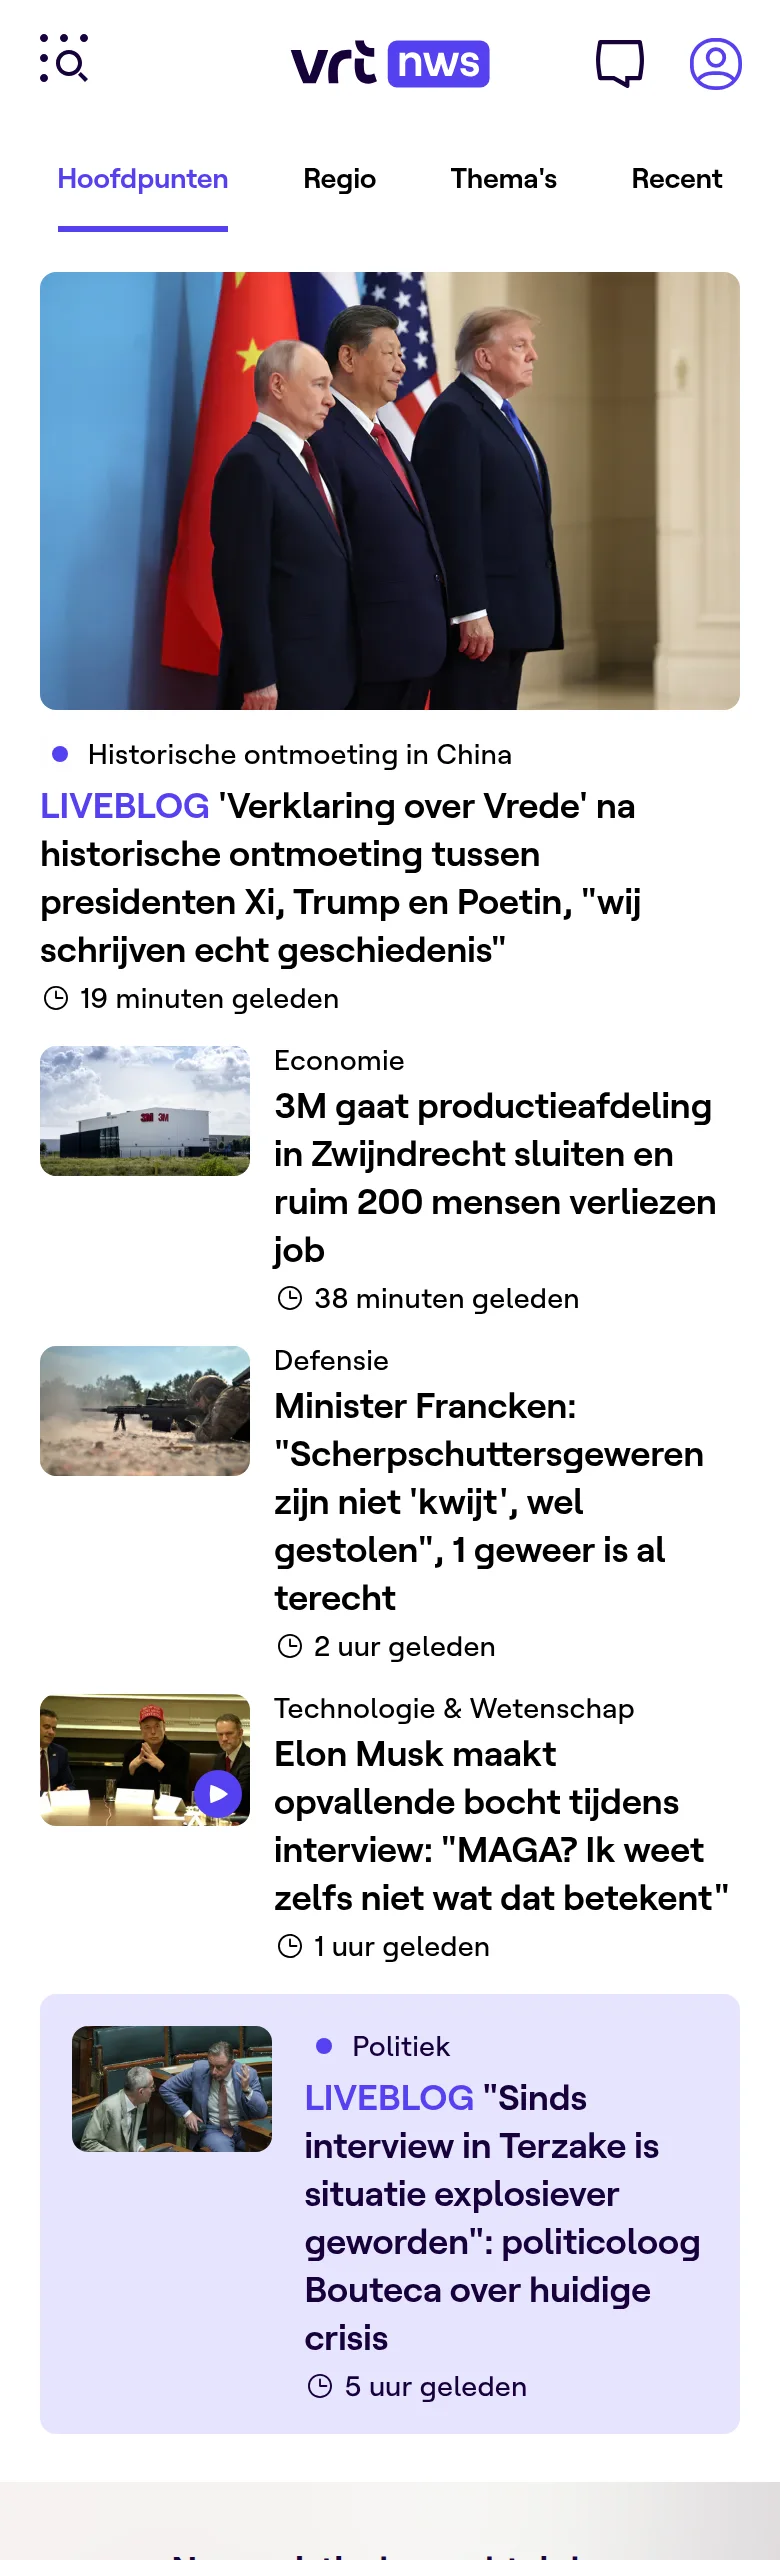 vrt nws
Hoofdpunten Regio Thema's Recent
Historische ontmoeting in China
LIVEBLOG 'Verklaring over Vrede' na
historische ontmoeting tussen
presidenten Xi, Trump en Poetin, "wij
schrijven echt geschiedenis"
19 minuten geleden
3M 3M
Economie
3M gaat productieafdeling
in Zwijndrecht sluiten en
ruim 200 mensen verliezen
job
38 minuten geleden
Defensie
Minister Francken:
"Scherpschuttersgeweren
zijn niet 'kwijt', wel
gestolen", 1 geweer is al
terecht
2 uur geleden
Technologie & Wetenschap
Elon Musk maakt
opvallende bocht tijdens
interview: "MAGA? Ik weet
zelfs niet wat dat betekent"
1 uur geleden
Politiek
LIVEBLOG "Sinds
interview in Terzake is
situatie explosiever
geworden": politicoloog
Bouteca over huidige
crisis
5 uur geleden